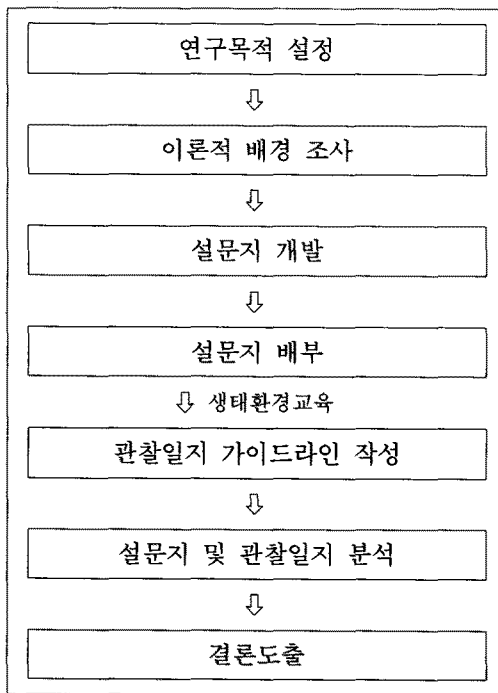 연구목적 설정
⇩
이론적 배경 조사
⇩
설문지 개발
⇩
설문지 배부
⇩ 생태환경교육
관찰일지 가이드라인 작성
⇩
설문지 및 관찰일지 분석
⇩
결론도출